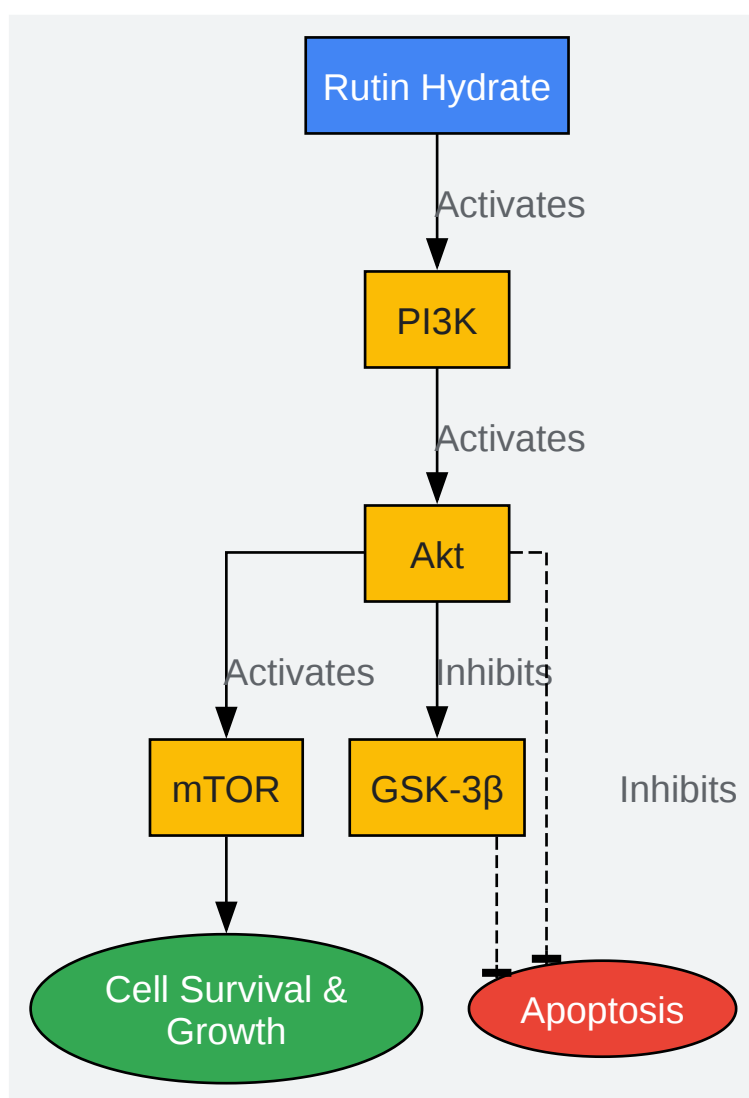 Rutin Hydrate
Activates
PI3K
Activates
Akt
Activates
Inhibits
mTOR
GSK-3β
Inhibits
Cell Survival &
Growth
Apoptosis